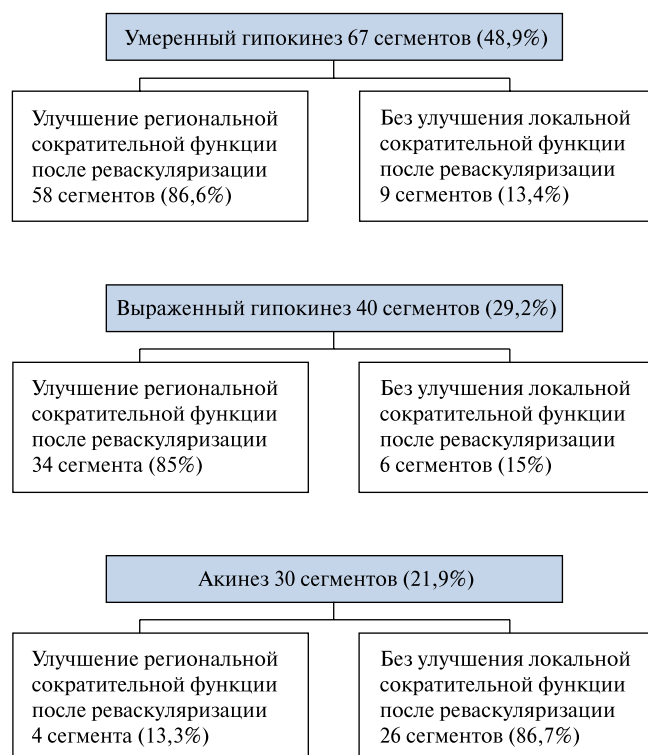 Умеренный гипокинез 67 сегментов (48,9%)
Улучшение региональной
сократительной функции
после реваскуляризации
58 сегментов (86,6%)
Без улучшения локальной
сократительной функции
после реваскуляризации
9 сегментов (13,4%)
Выраженный гипокинез 40 сегментов (29,2%)
Улучшение региональной
сократительной функции
после реваскуляризации
34 сегмента (85%)
Без улучшения локальной
сократительной функции
после реваскуляризации
6 сегментов (15%)
Акинез 30 сегментов (21,9%)
Улучшение региональной
сократительной функции
после реваскуляризации
4 сегмента (13,3%)
Без улучшения локальной
сократительной функции
после реваскуляризации
26 сегментов (86,7%)